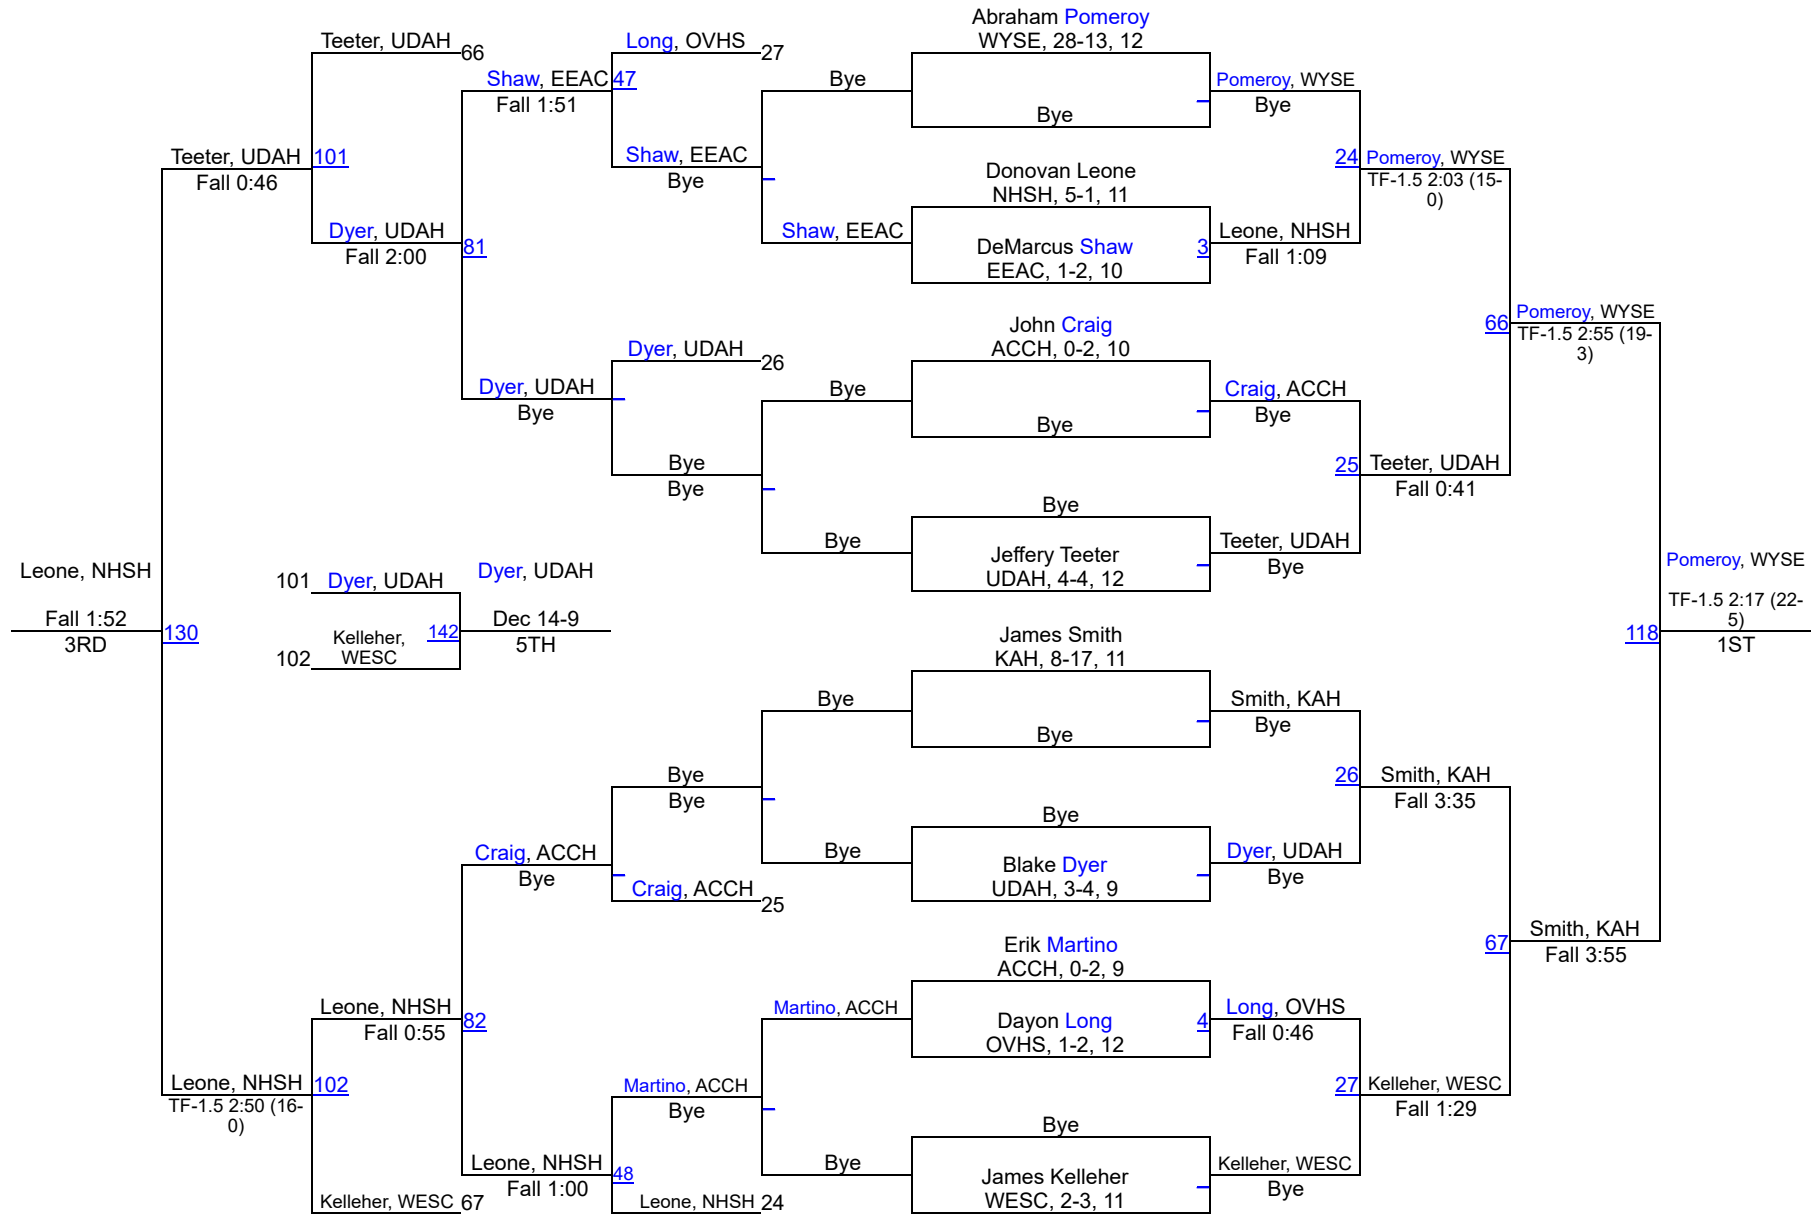 Abraham Pomeroy
WYSE, 28-13, 12
Bye
Donovan Leone
NHSH, 5-1, 11
DeMarcus Shaw
EEAC, 1-2, 10
3
John Craig
ACCH, 0-2, 10
Bye
Bye
Jeffery Teeter
UDAH, 4-4, 12
James Smith
KAH, 8-17, 11
Bye
Bye
Blake Dyer
UDAH, 3-4, 9
Erik Martino
ACCH, 0-2, 9
Dayon Long
OVHS, 1-2, 12
4
Bye
James Kelleher
WESC, 2-3, 11
Pomeroy, WYSE
Bye
Leone, NHSH
Fall 1:09
Craig, ACCH
Bye
Teeter, UDAH
Bye
Smith, KAH
Bye
Dyer, UDAH
Bye
Long, OVHS
Fall 0:46
Kelleher, WESC
Bye
24
Pomeroy, WYSE
TF-1.5 2:03 (15-
0)
25
Teeter, UDAH
Fall 0:41
26
Smith, KAH
Fall 3:35
27
Kelleher, WESC
Fall 1:29
66
Pomeroy, WYSE
TF-1.5 2:55 (19-
3)
67
Smith, KAH
Fall 3:55
118
Pomeroy, WYSE
TF-1.5 2:17 (22-
5)
1ST
Bye
Shaw, EEAC
Bye
Bye
Bye
Bye
Martino, ACCH
Bye
Long, OVHS
27
Shaw, EEAC
Bye
Dyer, UDAH
26
Bye
Bye
Bye
Bye
Craig, ACCH
25
Martino, ACCH
Bye
Leone, NHSH
24
Shaw, EEAC
Fall 1:51
47
Dyer, UDAH
Bye
Craig, ACCH
Bye
Leone, NHSH
Fall 1:00
48
Teeter, UDAH
66
Dyer, UDAH
Fall 2:00
81
Leone, NHSH
Fall 0:55
82
Kelleher, WESC
67
Teeter, UDAH
Fall 0:46
101
Leone, NHSH
TF-1.5 2:50 (16-
0)
102
Leone, NHSH
Fall 1:52
3RD
130
101
Dyer, UDAH
102
Kelleher,
WESC
142
Dyer, UDAH
Dec 14-9
5TH